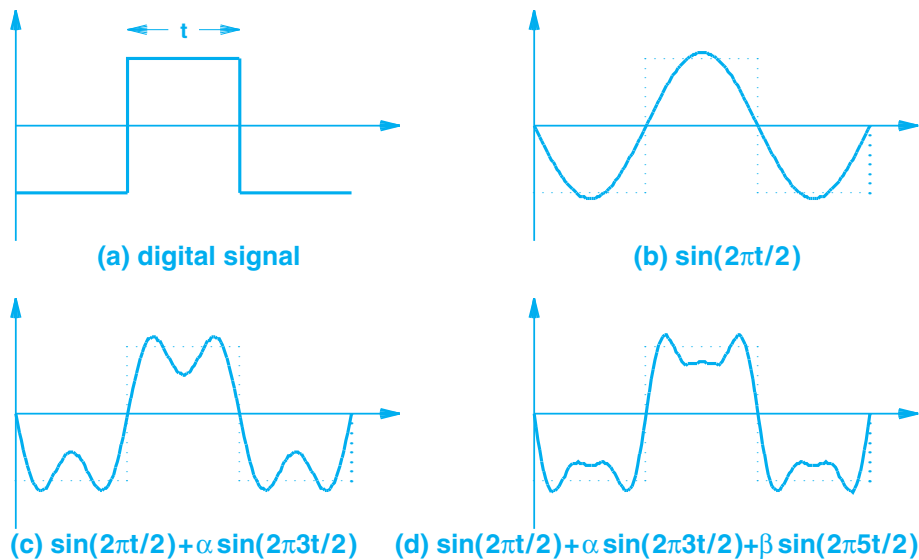 t
(a) digital signal
(b) sin(2πt/2)
(c) sin(2πt/2)+α sin(2π3t/2)
(d) sin(2πt/2)+α sin(2π3t/2)+β sin(2π5t/2)